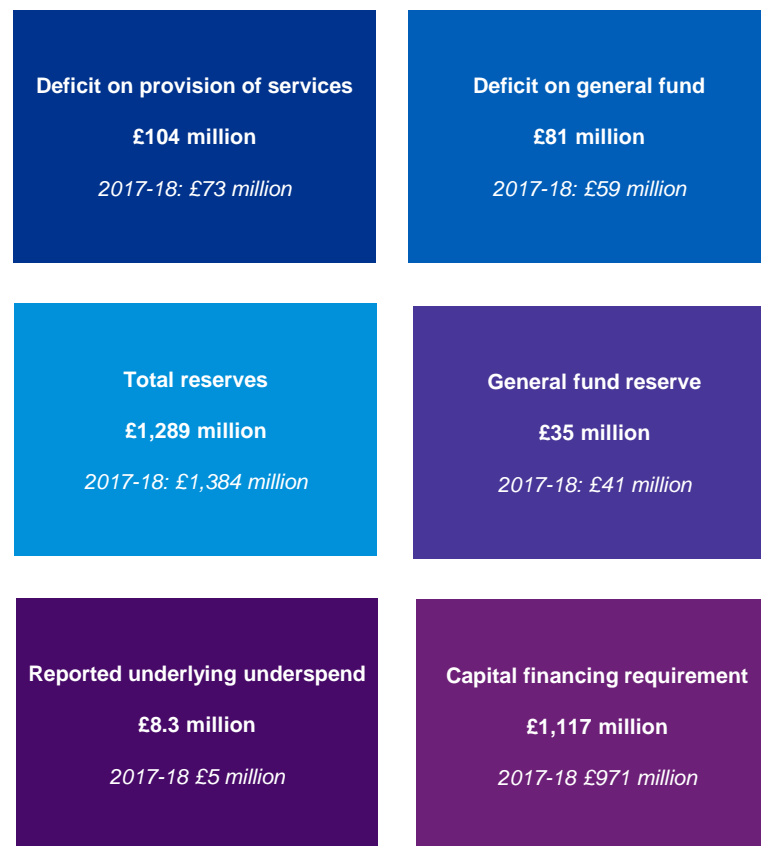 Deficit on provision of services
£104 million
2017-18: £73 million
Deficit on general fund
£81 million
2017-18: £59 million
Total reserves
£1,289 million
2017-18: £1,384 million
General fund reserve
£35 million
2017-18: £41 million
Reported underlying underspend
£8.3 million
2017-18 £5 million
Capital financing requirement
£1,117 million
2017-18 £971 million